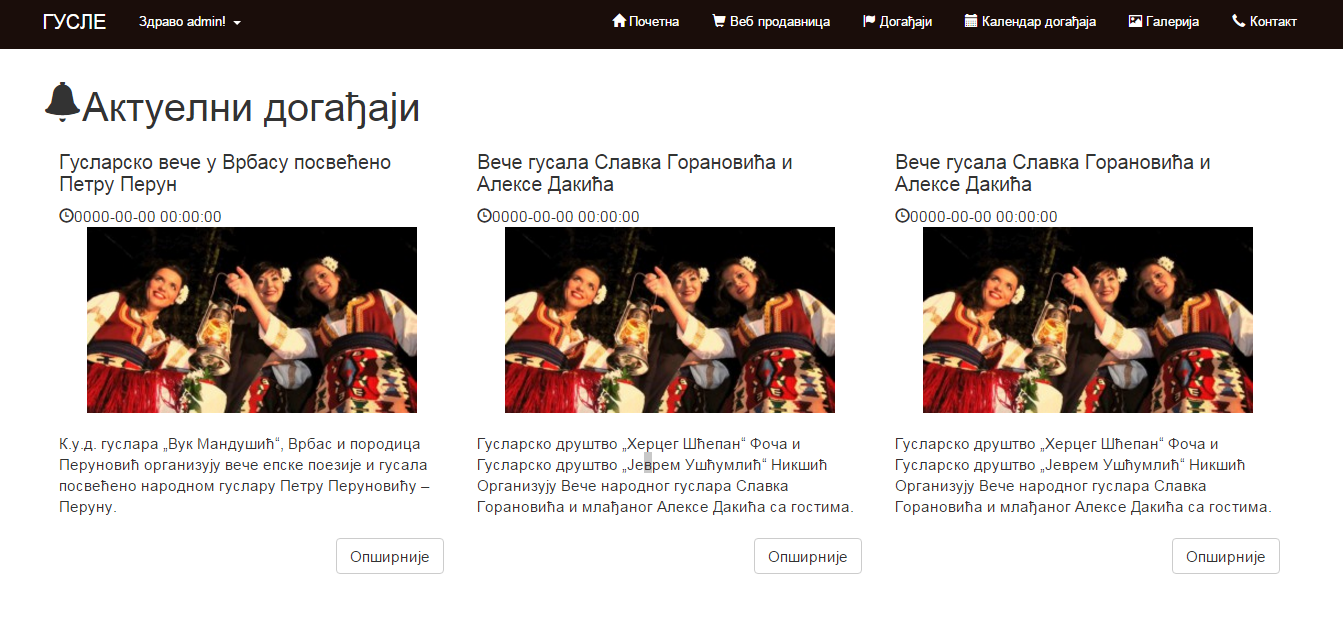 ГУСЛЕ Здраво admin! Почетна Веб продавница Догађаји Календар догађаја Галерија Контакт
Актуелни догађаји
Гусларско вече у Врбасу посвећено
Петру Перун
0000-00-00 00:00:00
К.у.д. гуслара „Вук Мандушић“, Врбас и породица
Перуновић организују вече епске поезије и гусала
посвећено народном гуслару Петру Перуновићу –
Перуну.
Опширније
Вече гусала Славка Горановића и
Алексе Дакића
0000-00-00 00:00:00
Гусларско друштво „Херцег Шћепан“ Фоча и
Гусларско друштво „Јеврем Ушћумлић“ Никшић
Организују Вече народног гуслара Славка
Горановића и млађаног Алексе Дакића са гостима.
Опширније
Вече гусала Славка Горановића и
Алексе Дакића
0000-00-00 00:00:00
Гусларско друштво „Херцег Шћепан“ Фоча и
Гусларско друштво „Јеврем Ушћумлић“ Никшић
Организују Вече народног гуслара Славка
Горановића и млађаног Алексе Дакића са гостима.
Опширније